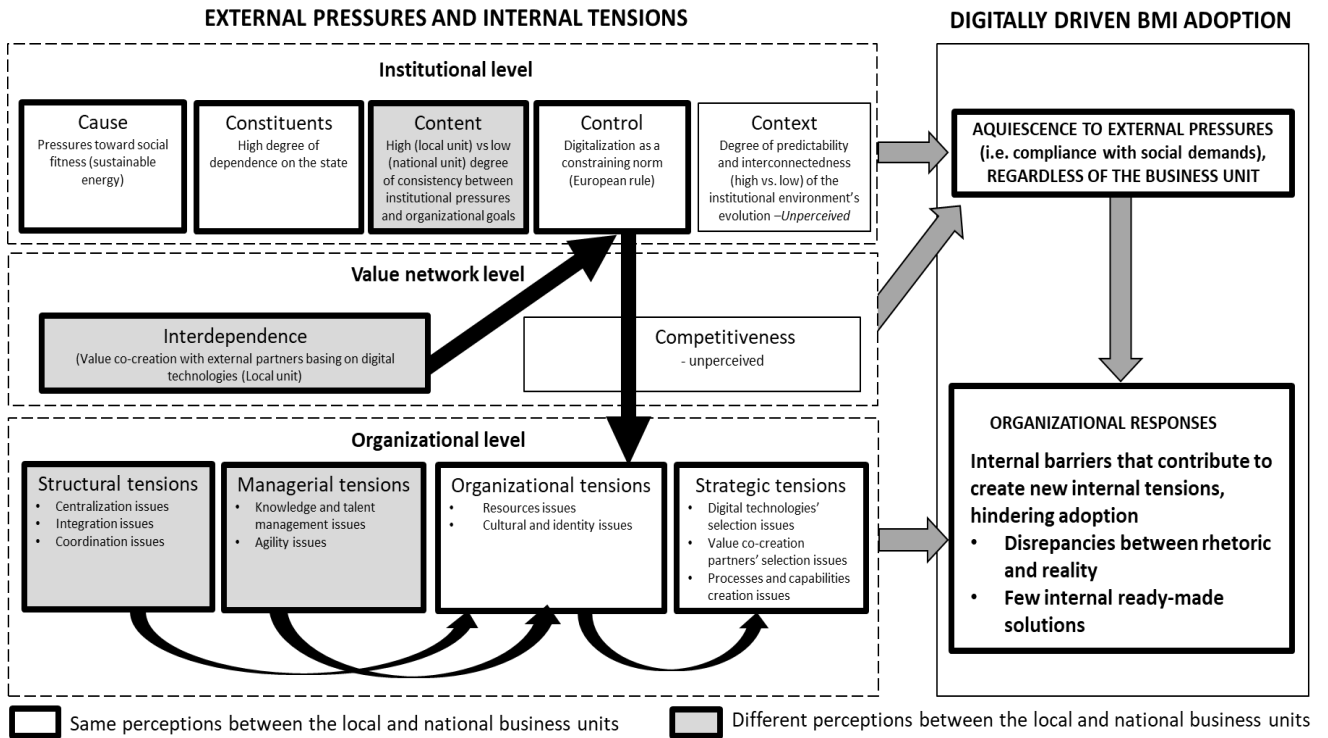 EXTERNAL PRESSURES AND INTERNAL TENSIONS
DIGITALLY DRIVEN BMI ADOPTION
Institutional level
Cause
Pressures toward social
fitness (sustainable
energy)
Constituents
High degree of
dependence on the state
Content
High (local unit) vs low
(national unit) degree
of consistency between
institutional pressures
and organizational goals
Control
Digitalization as a
constraining norm
(European rule)
Context
Degree of predictability
and interconnectedness
(high vs. low) of the
institutional environment's
evolution –Unperceived
AQUIESCENCE TO EXTERNAL PRESSURES
(i.e. compliance with social demands),
REGARDLESS OF THE BUSINESS UNIT
Value network level
Interdependence
(Value co-creation with external partners basing on digital
technologies (Local unit)
Competitiveness
- unperceived
Organizational level
Structural tensions
• Centralization issues
• Integration issues
• Coordination issues
Managerial tensions
• Knowledge and talent
management issues
• Agility issues
Organizational tensions
• Resources issues
• Cultural and identity issues
Strategic tensions
• Digital technologies'
selection issues
• Value co-creation
partners' selection issues
• Processes and capabilities
creation issues
ORGANIZATIONAL RESPONSES
Internal barriers that contribute to
create new internal tensions,
hindering adoption
• Discrepancies between rhetoric
and reality
• Few internal ready-made
solutions
Same perceptions between the local and national business units
Different perceptions between the local and national business units